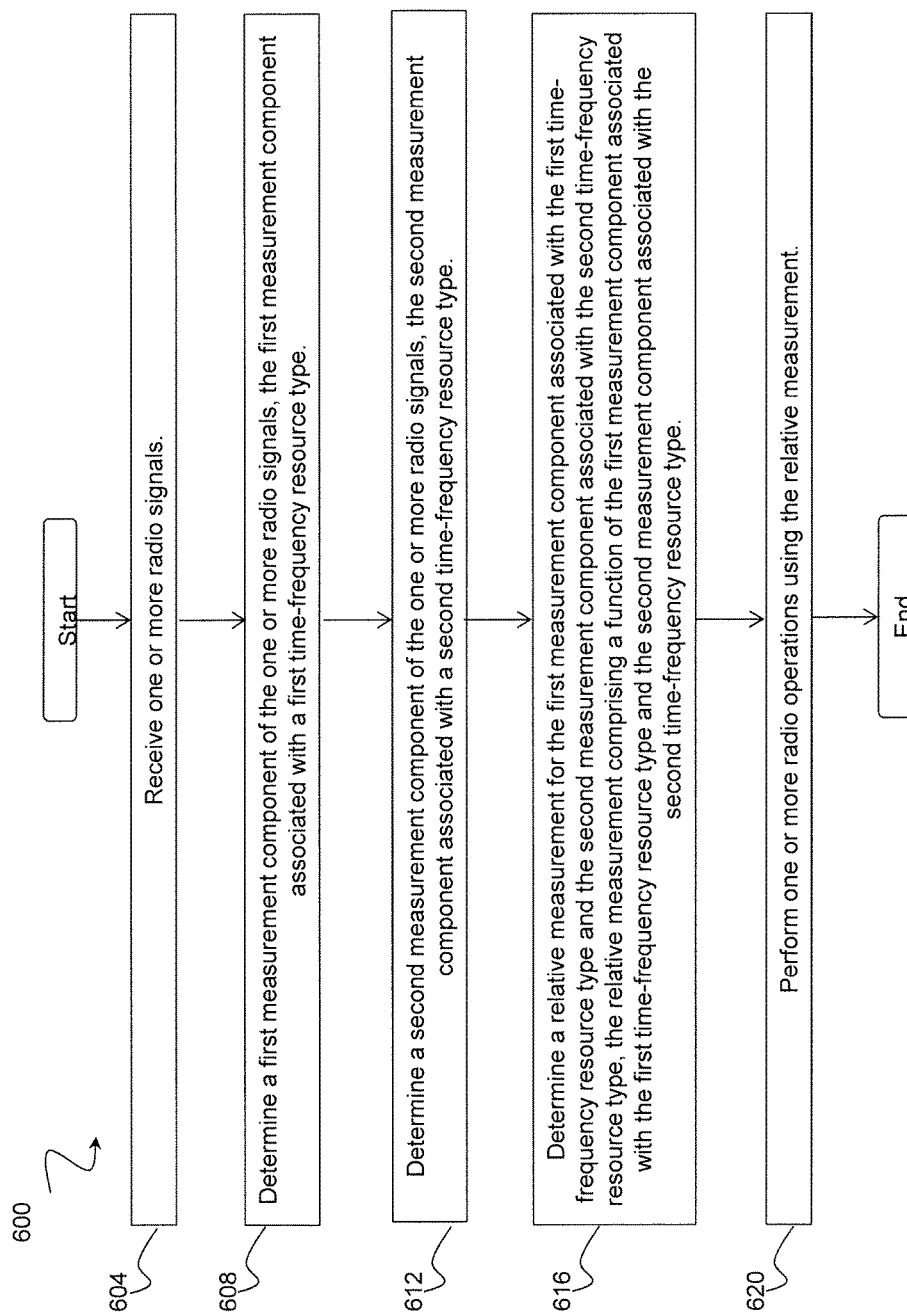 600
Start
604
Receive one or more radio signals.
608
Determine a first measurement component of the one or more radio signals, the first measurement component
associated with a first time-frequency resource type.
612
Determine a second measurement component of the one or more radio signals, the second measurement
component associated with a second time-frequency resource type.
616
Determine a relative measurement for the first measurement component associated with the first time-
frequency resource type and the second measurement component associated with the second time-frequency
resource type, the relative measurement comprising a function of the first measurement component associated
with the first time-frequency resource type and the second measurement component associated with the
second time-frequency resource type.
620
Perform one or more radio operations using the relative measurement.
End